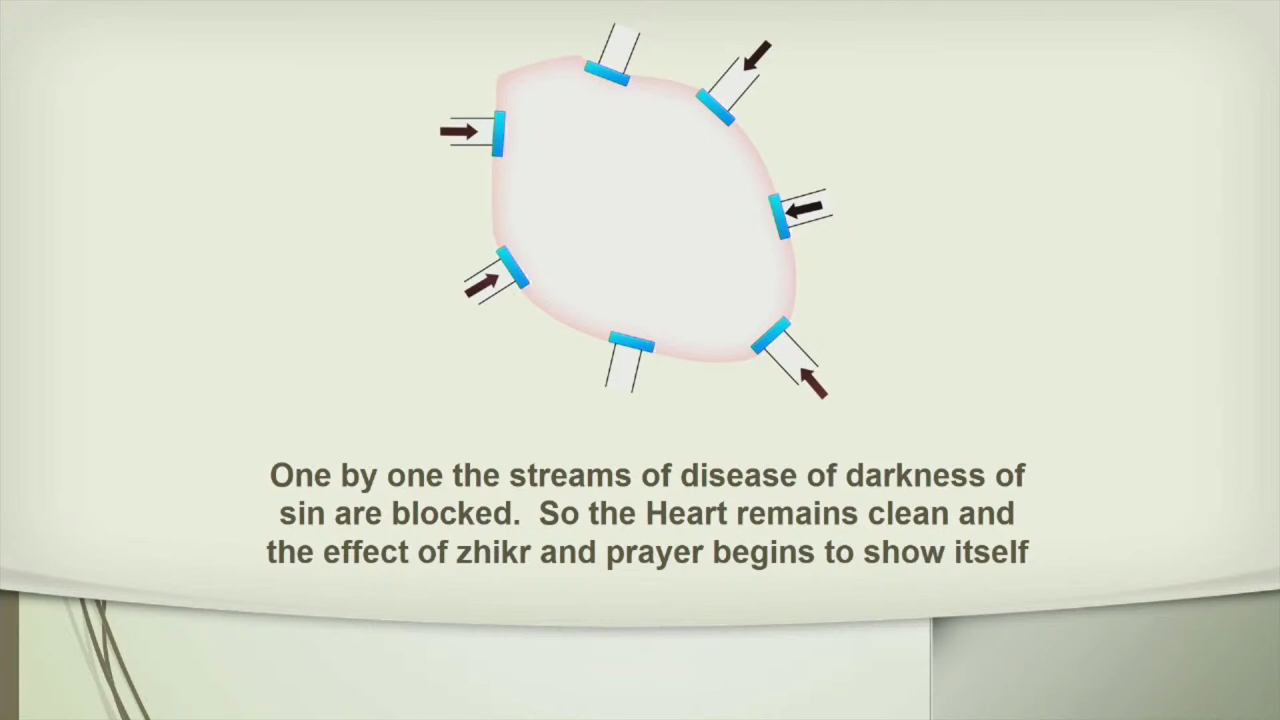 One by one the streams of disease of darkness of
sin are blocked.  So the Heart remains clean and
the effect of zhikr and prayer begins to show itself